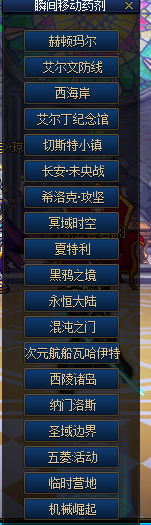 瞬间移动药剂
赫顿玛尔
艾尔文防线
西海岸
艾尔丁纪念馆
切斯特小镇
长安·未央战
希洛克·攻坚
冥域时空
夏特利
黑鸦之境
永恒大陆
混沌之门
次元航船瓦哈伊特
西陵诸岛
纳门洛斯
圣域边界
五菱·活动
临时营地
机械崛起